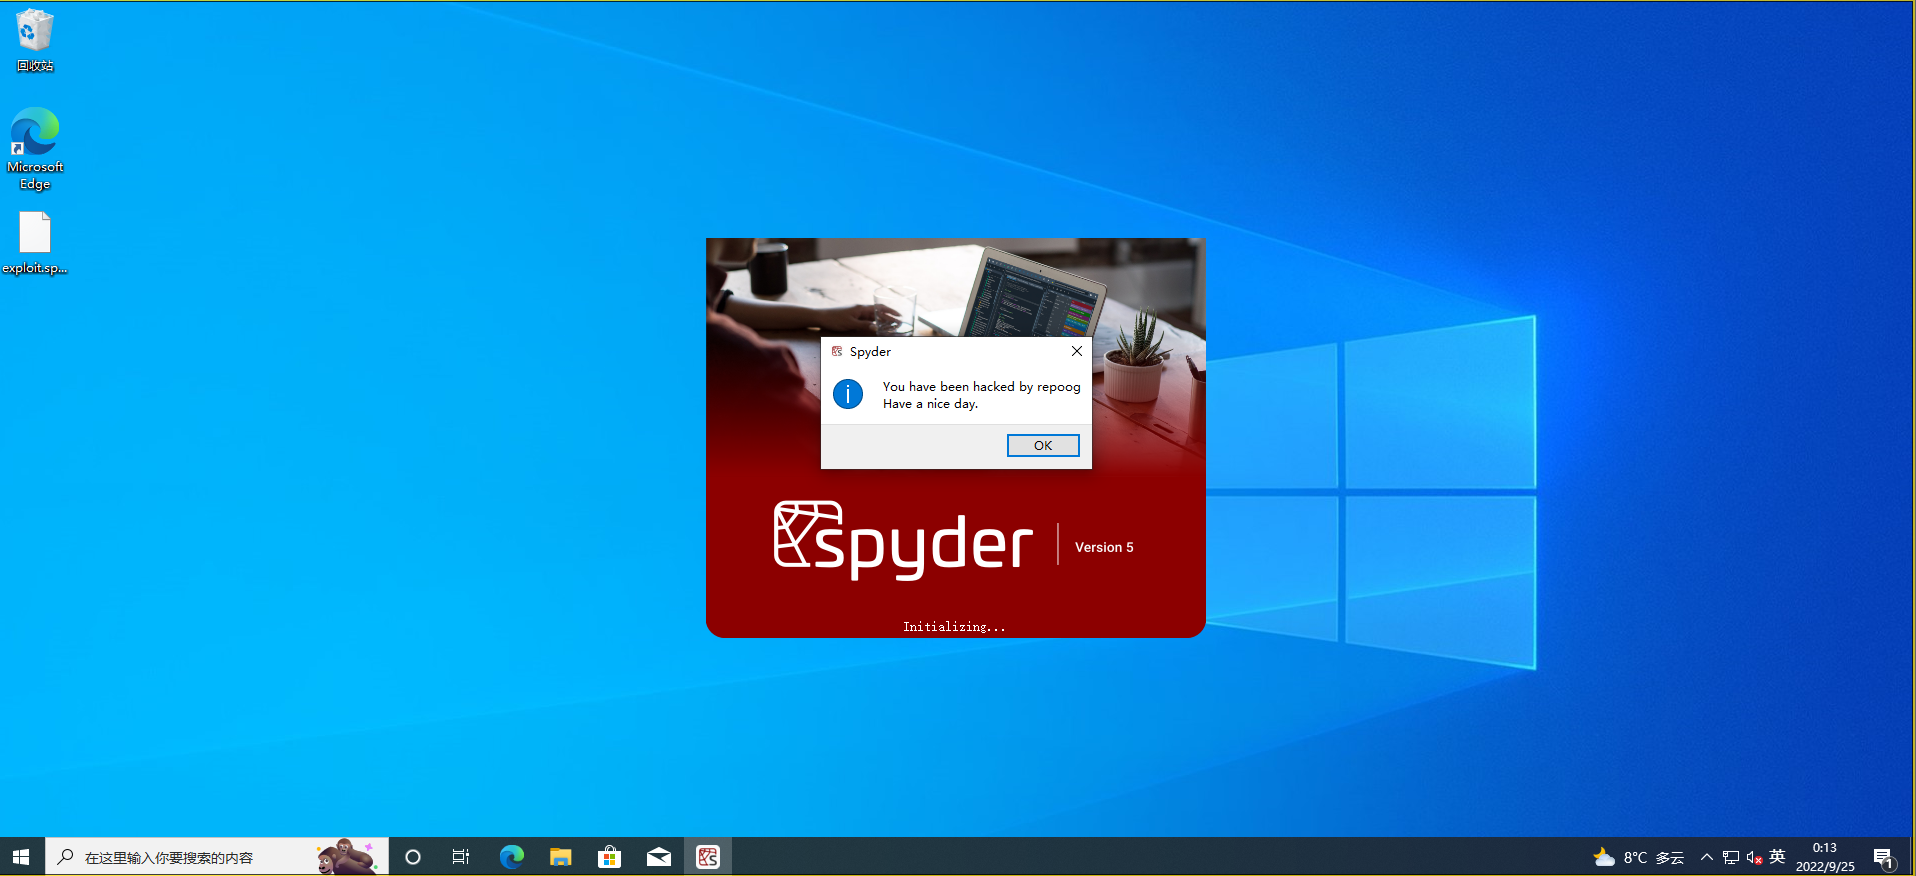 回收站
Microsoft
Edge
exploit.sp...
Spyder
You have been hacked by repoog
Have a nice day.
OK
spyder
Version 5
Initializing...
在这里输入你要搜索的内容
8°C 多云
英
0:13
2022/9/25
1